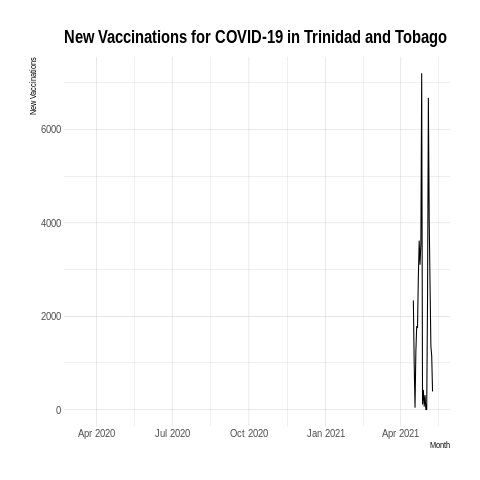 New Vaccinations for COVID-19 in Trinidad and Tobago
New Vaccinations
6000
4000
2000
0
Apr 2020 Jul 2020 Oct 2020 Jan 2021 Apr 2021
Month